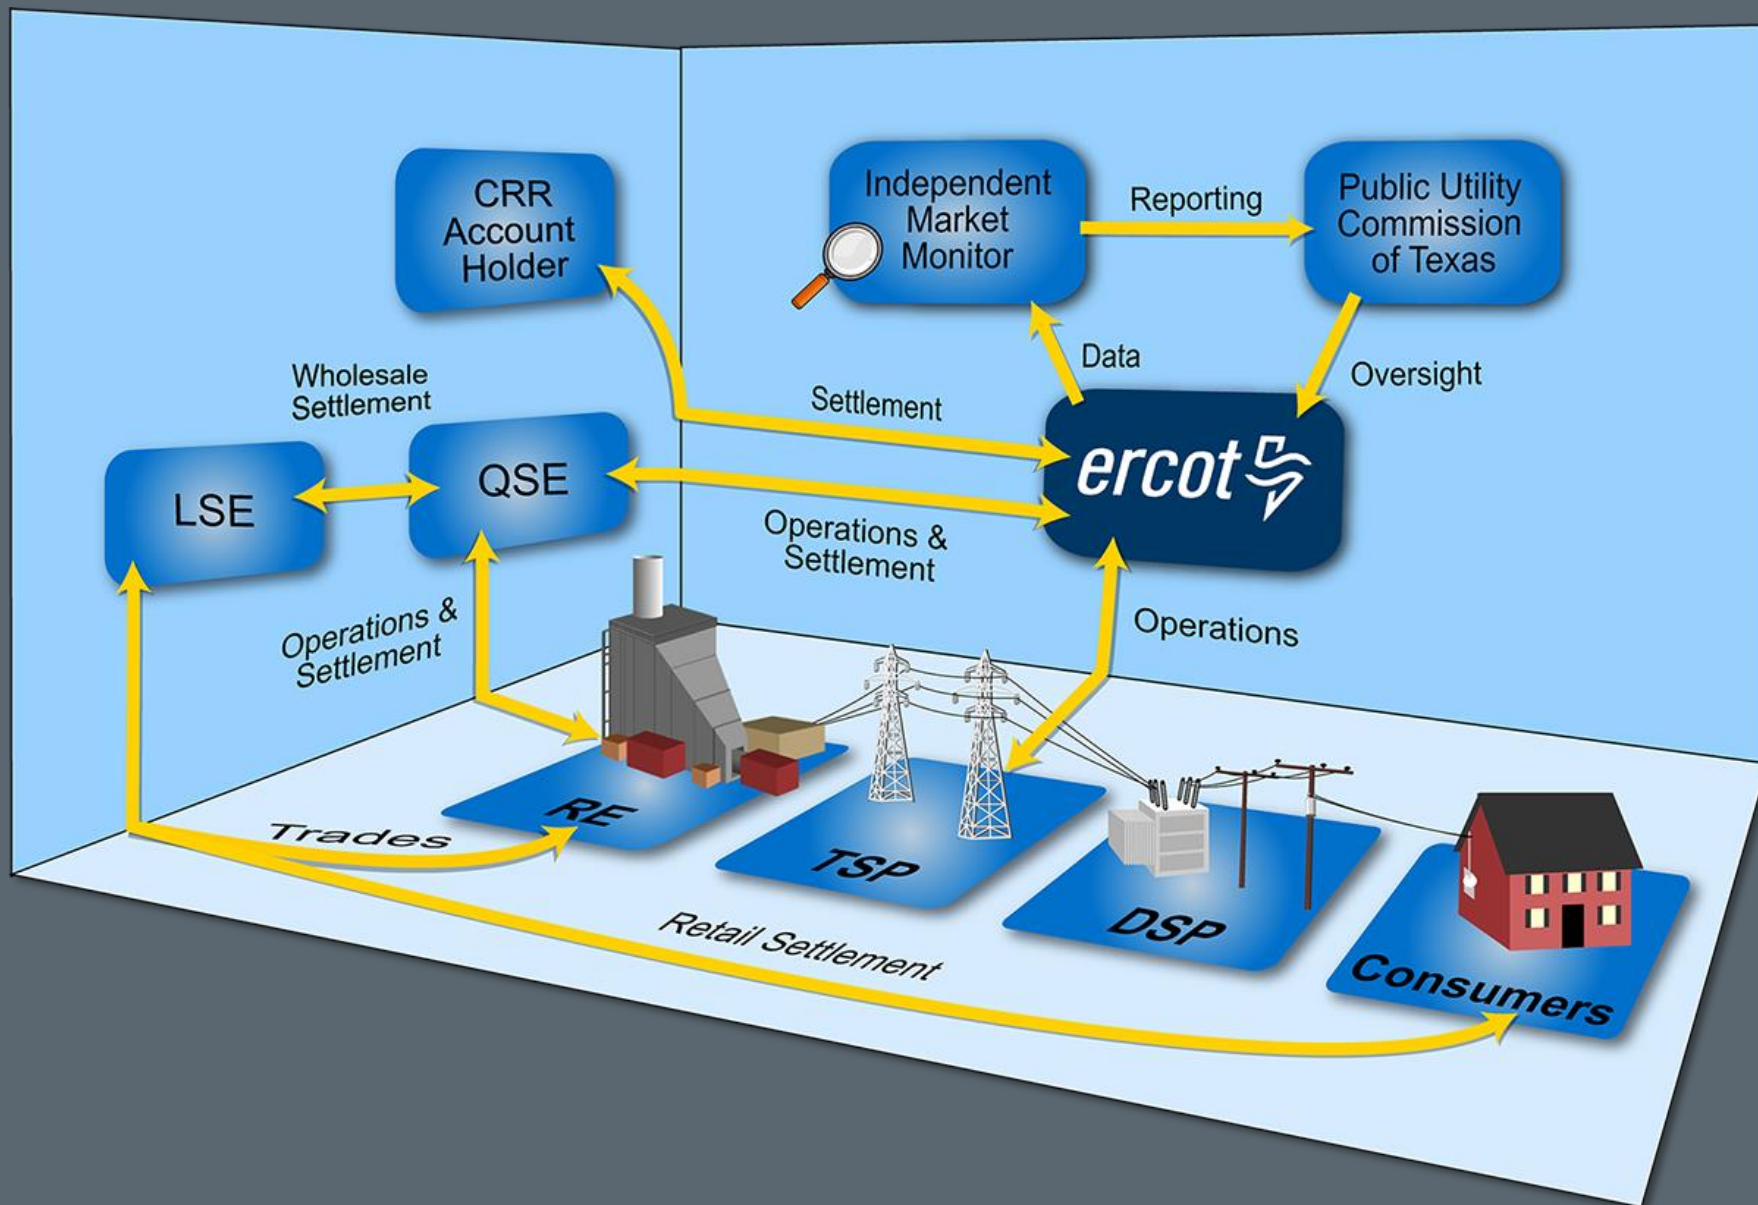 CRR
Account
Holder
Independent
Market
Monitor
Reporting
Public Utility
Commission
of Texas
Data
Oversight
Wholesale
Settlement
Settlement
LSE
QSE
ercot
Operations &
Settlement
Operations &
Settlement
Operations
RE
Trades
TSP
DSP
Retail Settlement
Consumers